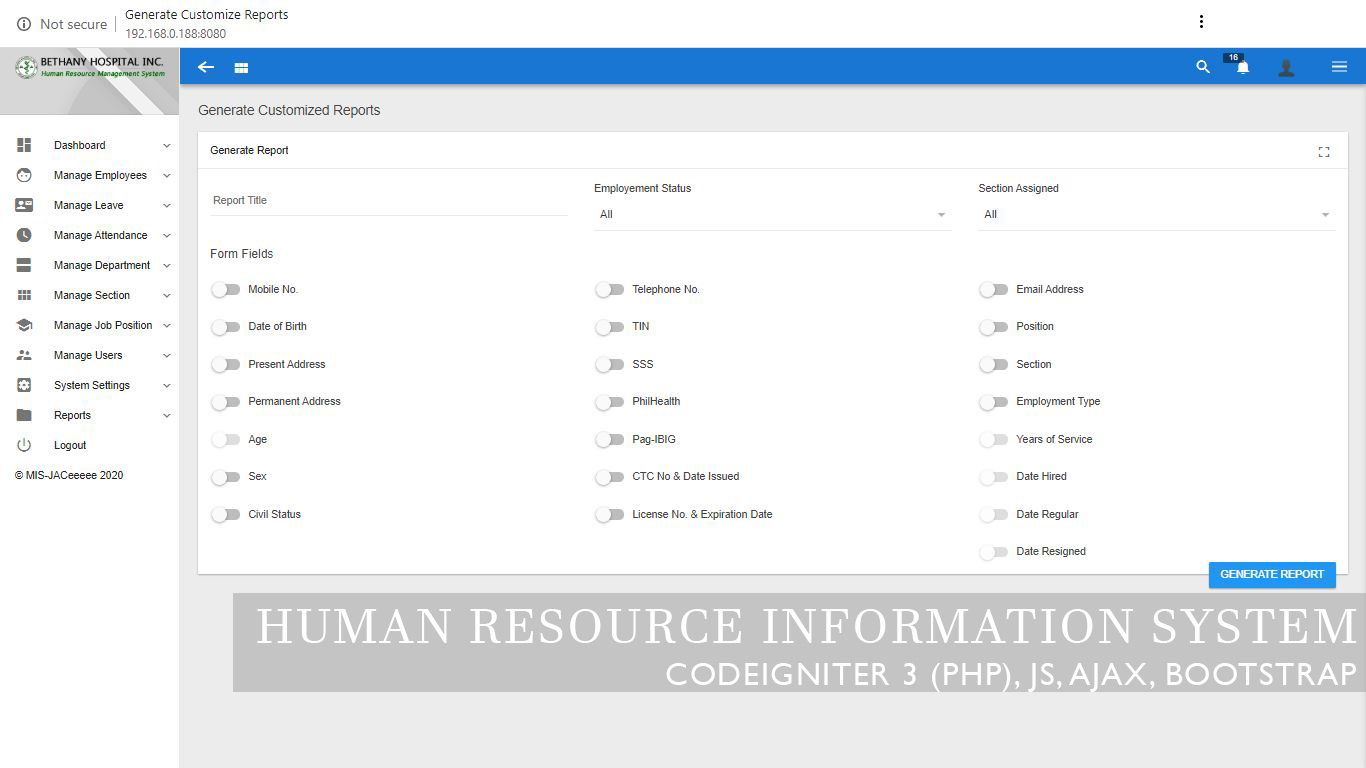 Not secure
Generate Customize Reports
192.168.0.188:8080
BETHANY HOSPITAL INC.
Human Resource Management System
16
Dashboard
Manage Employees
Manage Leave
Manage Attendance
Manage Department
Manage Section
Manage Job Position
Manage Users
System Settings
Reports
Logout
© MIS-JACeeeee 2020
Generate Customized Reports
Generate Report
Report Title
Employement Status
All
Section Assigned
All
Form Fields
Mobile No.
Telephone No.
Email Address
Date of Birth
TIN
Position
Present Address
SSS
Section
Permanent Address
PhilHealth
Employment Type
Age
Pag-IBIG
Years of Service
Sex
CTC No & Date Issued
Date Hired
Civil Status
License No. & Expiration Date
Date Regular
Date Resigned
GENERATE REPORT
HUMAN RESOURCE INFORMATION SYSTEM
CODEIGNITER 3 (PHP), JS, AJAX, BOOTSTRAP